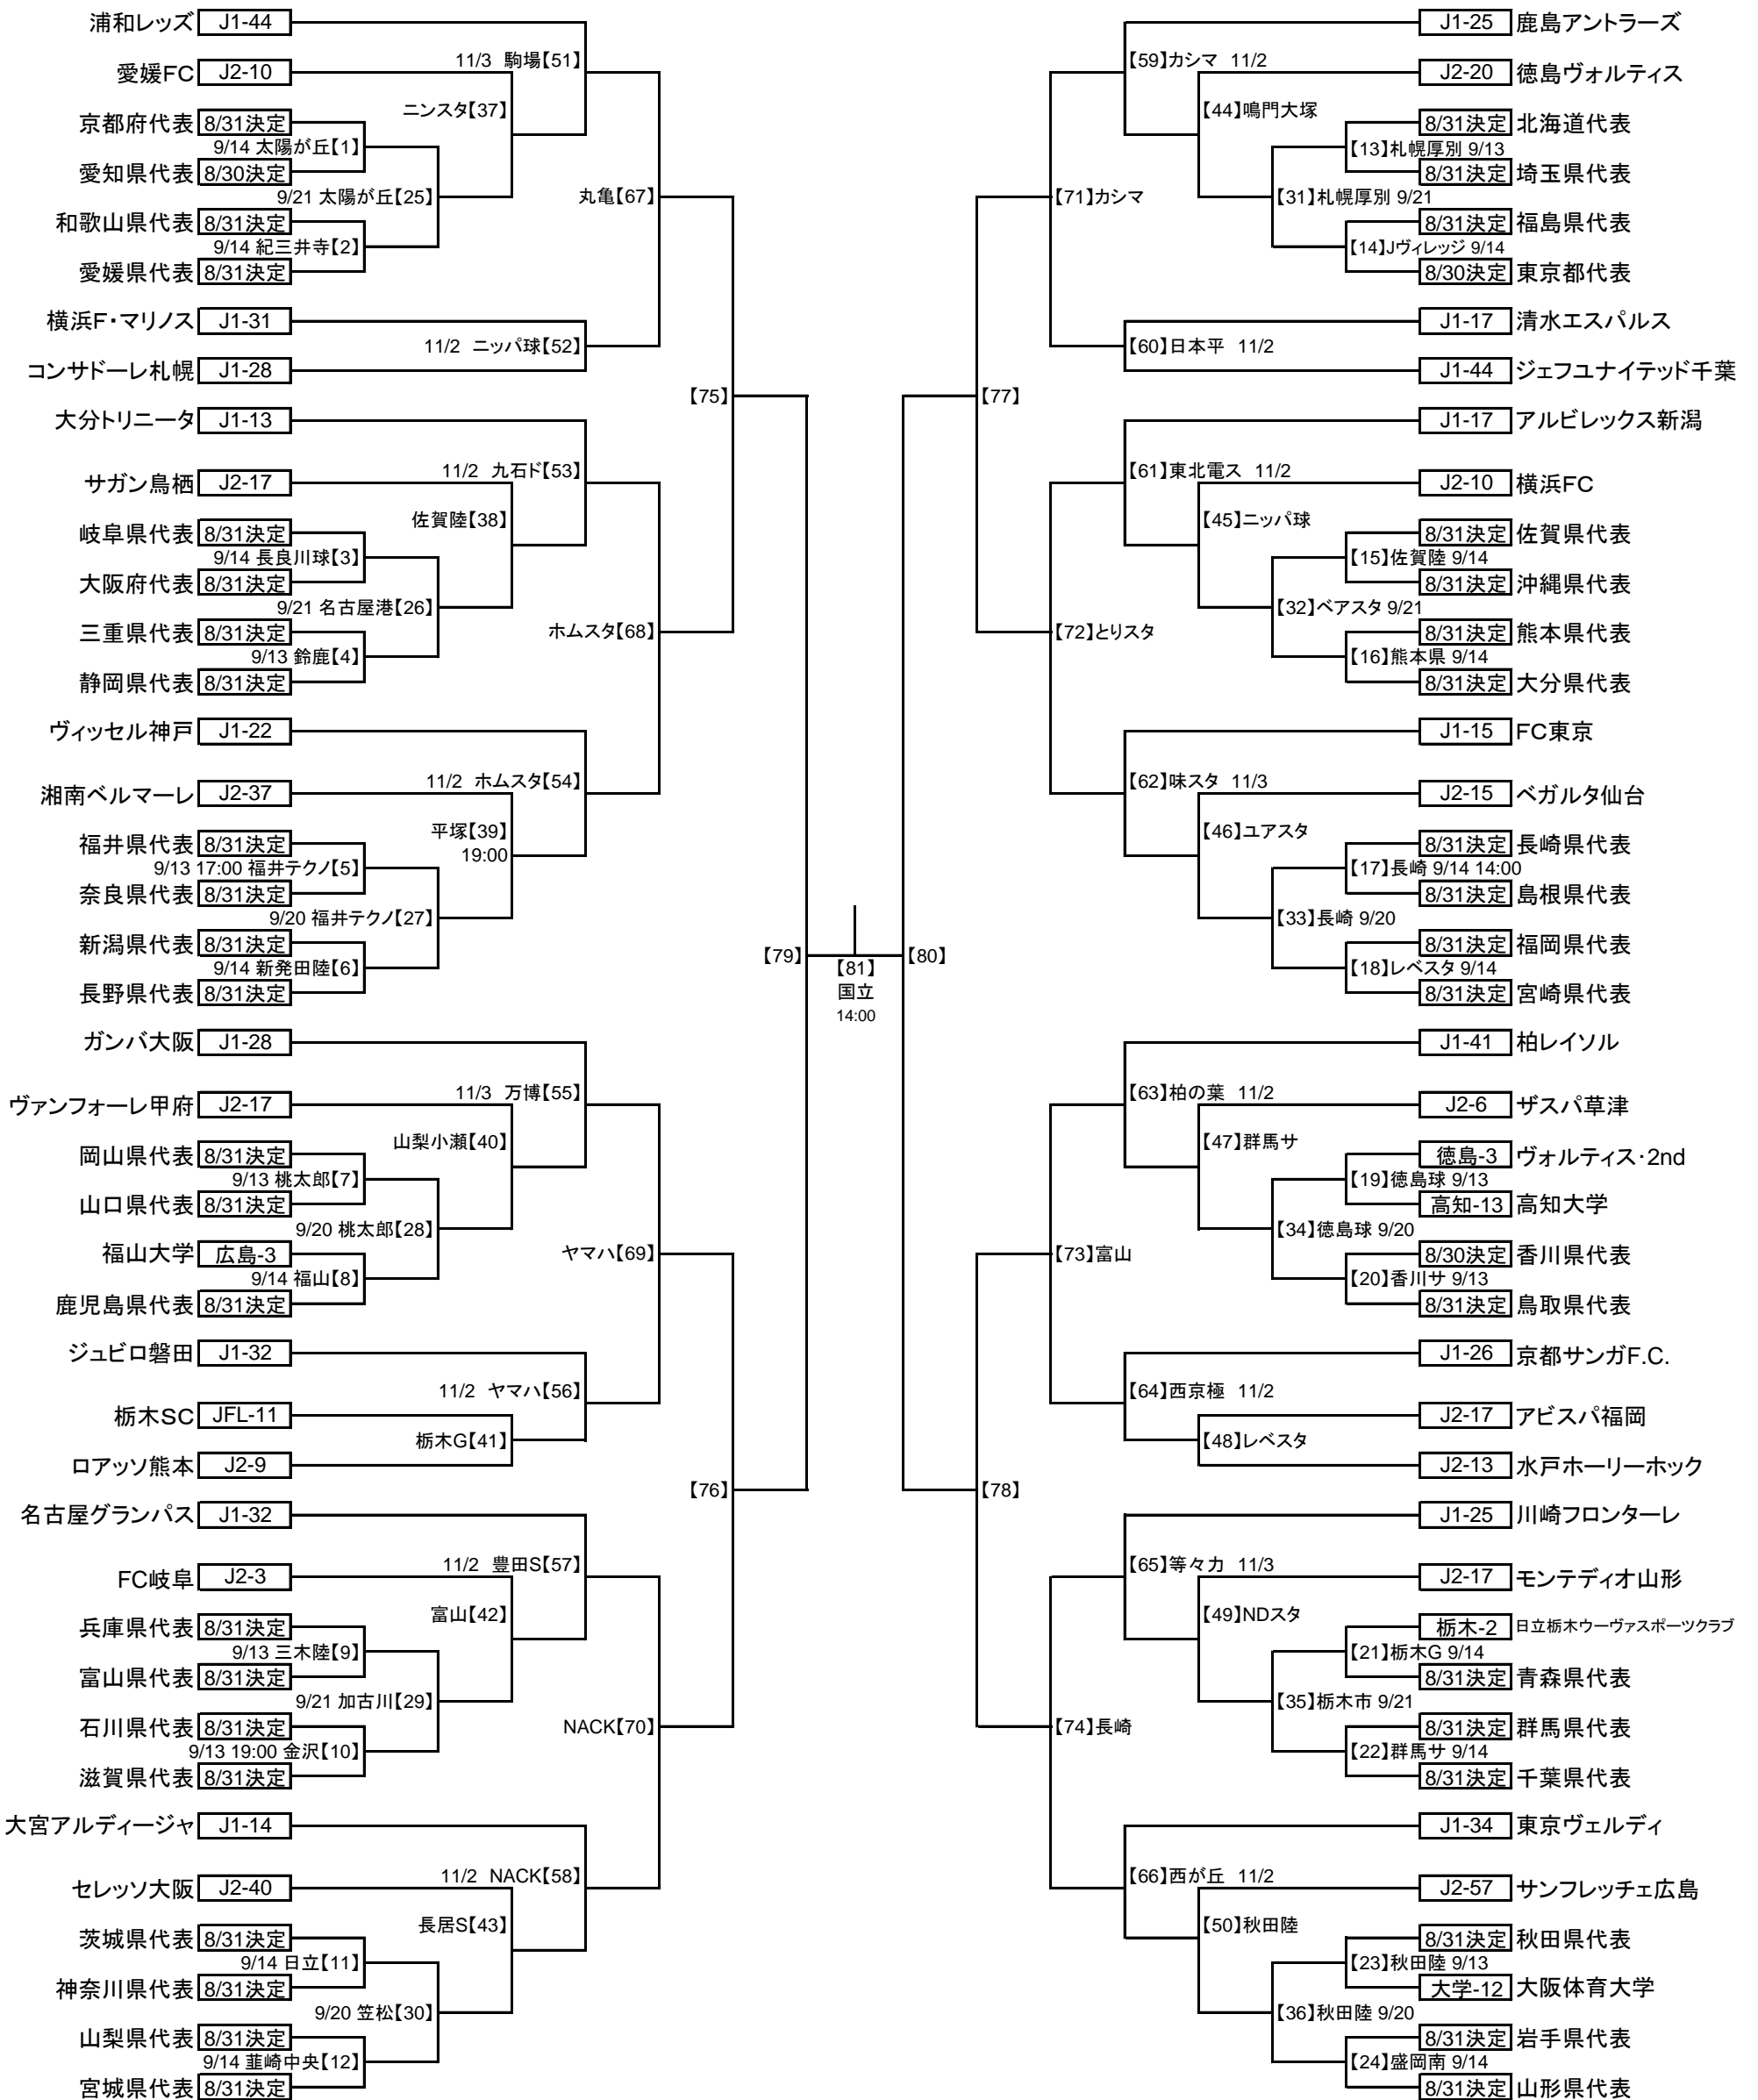 浦和レッズ J1-44
11/3 駒場【51】
愛媛FC J2-10
ニンスタ【37】
京都府代表 8/31決定
9/14 太陽が丘【1】
愛知県代表 8/30決定
9/21 太陽が丘【25】
丸亀【67】
和歌山県代表 8/31決定
9/14 紀三井寺【2】
愛媛県代表 8/31決定
横浜F・マリノス J1-31
11/2 ニッパ球【52】
コンサドーレ札幌 J1-28
【75】
大分トリニータ J1-13
11/2 九石ド【53】
サガン鳥栖 J2-17
佐賀陸【38】
岐阜県代表 8/31決定
9/14 長良川球【3】
大阪府代表 8/31決定
9/21 名古屋港【26】
ホムスタ【68】
三重県代表 8/31決定
9/13 鈴鹿【4】
静岡県代表 8/31決定
ヴィッセル神戸 J1-22
11/2 ホムスタ【54】
湘南ベルマーレ J2-37
平塚【39】
19:00
福井県代表 8/31決定
9/13 17:00 福井テクノ【5】
奈良県代表 8/31決定
9/20 福井テクノ【27】
新潟県代表 8/31決定
9/14 新発田陸【6】
長野県代表 8/31決定
【79】
【81】
国立
14:00
【80】
ガンバ大阪 J1-28
11/3 万博【55】
ヴァンフォーレ甲府 J2-17
山梨小瀬【40】
岡山県代表 8/31決定
9/13 桃太郎【7】
山口県代表 8/31決定
9/20 桃太郎【28】
ヤマハ【69】
福山大学 広島-3
9/14 福山【8】
鹿児島県代表 8/31決定
ジュビロ磐田 J1-32
11/2 ヤマハ【56】
栃木SC JFL-11
栃木G【41】
ロアッソ熊本 J2-9
【76】
名古屋グランパス J1-32
11/2 豊田S【57】
FC岐阜 J2-3
富山【42】
兵庫県代表 8/31決定
9/13 三木陸【9】
富山県代表 8/31決定
9/21 加古川【29】
NACK【70】
石川県代表 8/31決定
9/13 19:00 金沢【10】
滋賀県代表 8/31決定
大宮アルディージャ J1-14
11/2 NACK【58】
セレッソ大阪 J2-40
長居S【43】
茨城県代表 8/31決定
9/14 日立【11】
神奈川県代表 8/31決定
9/20 笠松【30】
山梨県代表 8/31決定
9/14 韮崎中央【12】
宮城県代表 8/31決定
J1-25 鹿島アントラーズ
【59】カシマ 11/2
J2-20 徳島ヴォルティス
【44】鳴門大塚
8/31決定 北海道代表
【13】札幌厚別 9/13
8/31決定 埼玉県代表
【31】札幌厚別 9/21
【71】カシマ
8/31決定 福島県代表
【14】Jヴィレッジ 9/14
8/30決定 東京都代表
J1-17 清水エスパルス
【60】日本平 11/2
J1-44 ジェフユナイテッド千葉
【77】
J1-17 アルビレックス新潟
【61】東北電ス 11/2
J2-10 横浜FC
【45】ニッパ球
8/31決定 佐賀県代表
【15】佐賀陸 9/14
8/31決定 沖縄県代表
【32】ベアスタ 9/21
【72】とりスタ
8/31決定 熊本県代表
【16】熊本県 9/14
8/31決定 大分県代表
J1-15 FC東京
【62】味スタ 11/3
J2-15 ベガルタ仙台
【46】ユアスタ
8/31決定 長崎県代表
【17】長崎 9/14 14:00
8/31決定 島根県代表
【33】長崎 9/20
8/31決定 福岡県代表
【18】レベスタ 9/14
8/31決定 宮崎県代表
J1-41 柏レイソル
【63】柏の葉 11/2
J2-6 ザスパ草津
【47】群馬サ
徳島-3 ヴォルティス・2nd
【19】徳島球 9/13
高知-13 高知大学
【34】徳島球 9/20
【73】富山
8/30決定 香川県代表
【20】香川サ 9/13
8/31決定 鳥取県代表
J1-26 京都サンガF.C.
【64】西京極 11/2
J2-17 アビスパ福岡
【48】レベスタ
J2-13 水戸ホーリーホック
【78】
J1-25 川崎フロンターレ
【65】等々力 11/3
J2-17 モンテディオ山形
【49】NDスタ
栃木-2 日立栃木ウーヴァスポーツクラブ
【21】栃木G 9/14
8/31決定 青森県代表
【35】栃木市 9/21
【74】長崎
8/31決定 群馬県代表
【22】群馬サ 9/14
8/31決定 千葉県代表
J1-34 東京ヴェルディ
【66】西が丘 11/2
J2-57 サンフレッチェ広島
【50】秋田陸
8/31決定 秋田県代表
【23】秋田陸 9/13
大学-12 大阪体育大学
【36】秋田陸 9/20
8/31決定 岩手県代表
【24】盛岡南 9/14
8/31決定 山形県代表